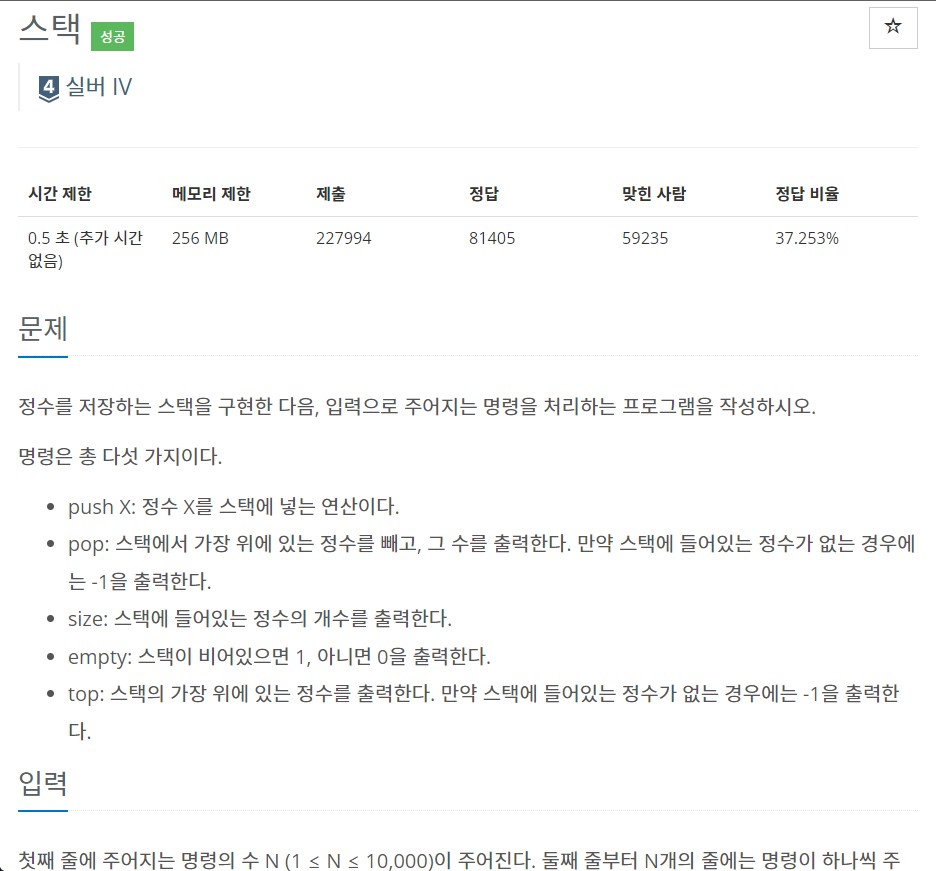 스택 성공
☆
4 실버 IV
시간 제한 메모리 제한 제출 정답 맞힌 사람 정답 비율
0.5 초 (추가 시간 256 MB 227994 81405 59235 37.253%
없음)
문제
정수를 저장하는 스택을 구현한 다음, 입력으로 주어지는 명령을 처리하는 프로그램을 작성하시오.
명령은 총 다섯 가지이다.
• push X: 정수 X를 스택에 넣는 연산이다.
• pop: 스택에서 가장 위에 있는 정수를 빼고, 그 수를 출력한다. 만약 스택에 들어있는 정수가 없는 경우에
는 -1을 출력한다.
• size: 스택에 들어있는 정수의 개수를 출력한다.
• empty: 스택이 비어있으면 1, 아니면 0을 출력한다.
• top: 스택의 가장 위에 있는 정수를 출력한다. 만약 스택에 들어있는 정수가 없는 경우에는 -1을 출력한
다.
입력
첫째 줄에 주어지는 명령의 수 N (1 ≤ N ≤ 10,000)이 주어진다. 둘째 줄부터 N개의 줄에는 명령이 하나씩 주